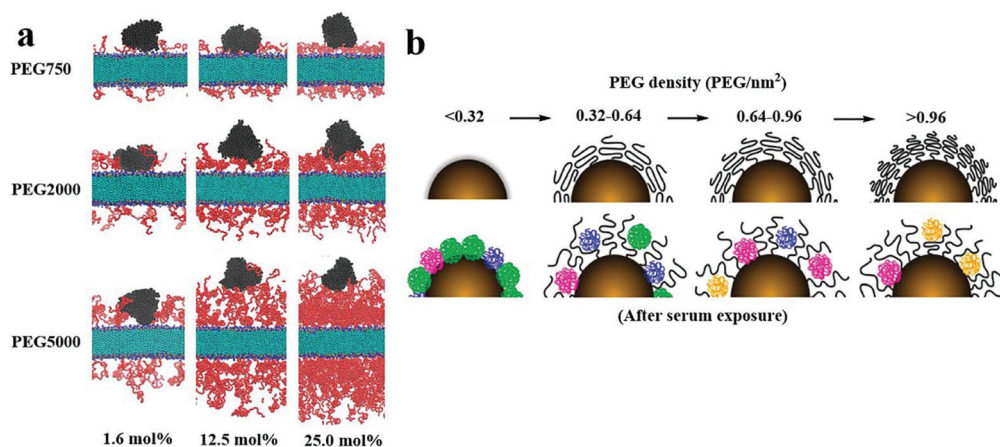 a
PEG750
PEG2000
PEG5000
1.6 mol% 12.5 mol% 25.0 mol%
b
PEG density (PEG/nm²)
<0.32 0.32-0.64 0.64-0.96 >0.96
(After serum exposure)